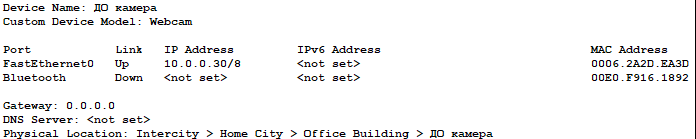 Device Name: ДО камера
Custom Device Model: Webcam
Port Link IP Address IPv6 Address MAC Address
FastEthernet0 Up 10.0.0.30/8 <not set> 0006.2A2D.EA3D
Bluetooth Down <not set> <not set> 00E0.F916.1892
Gateway: 0.0.0.0
DNS Server: <not set>
Physical Location: Intercity > Home City > Office Building > ДО камера